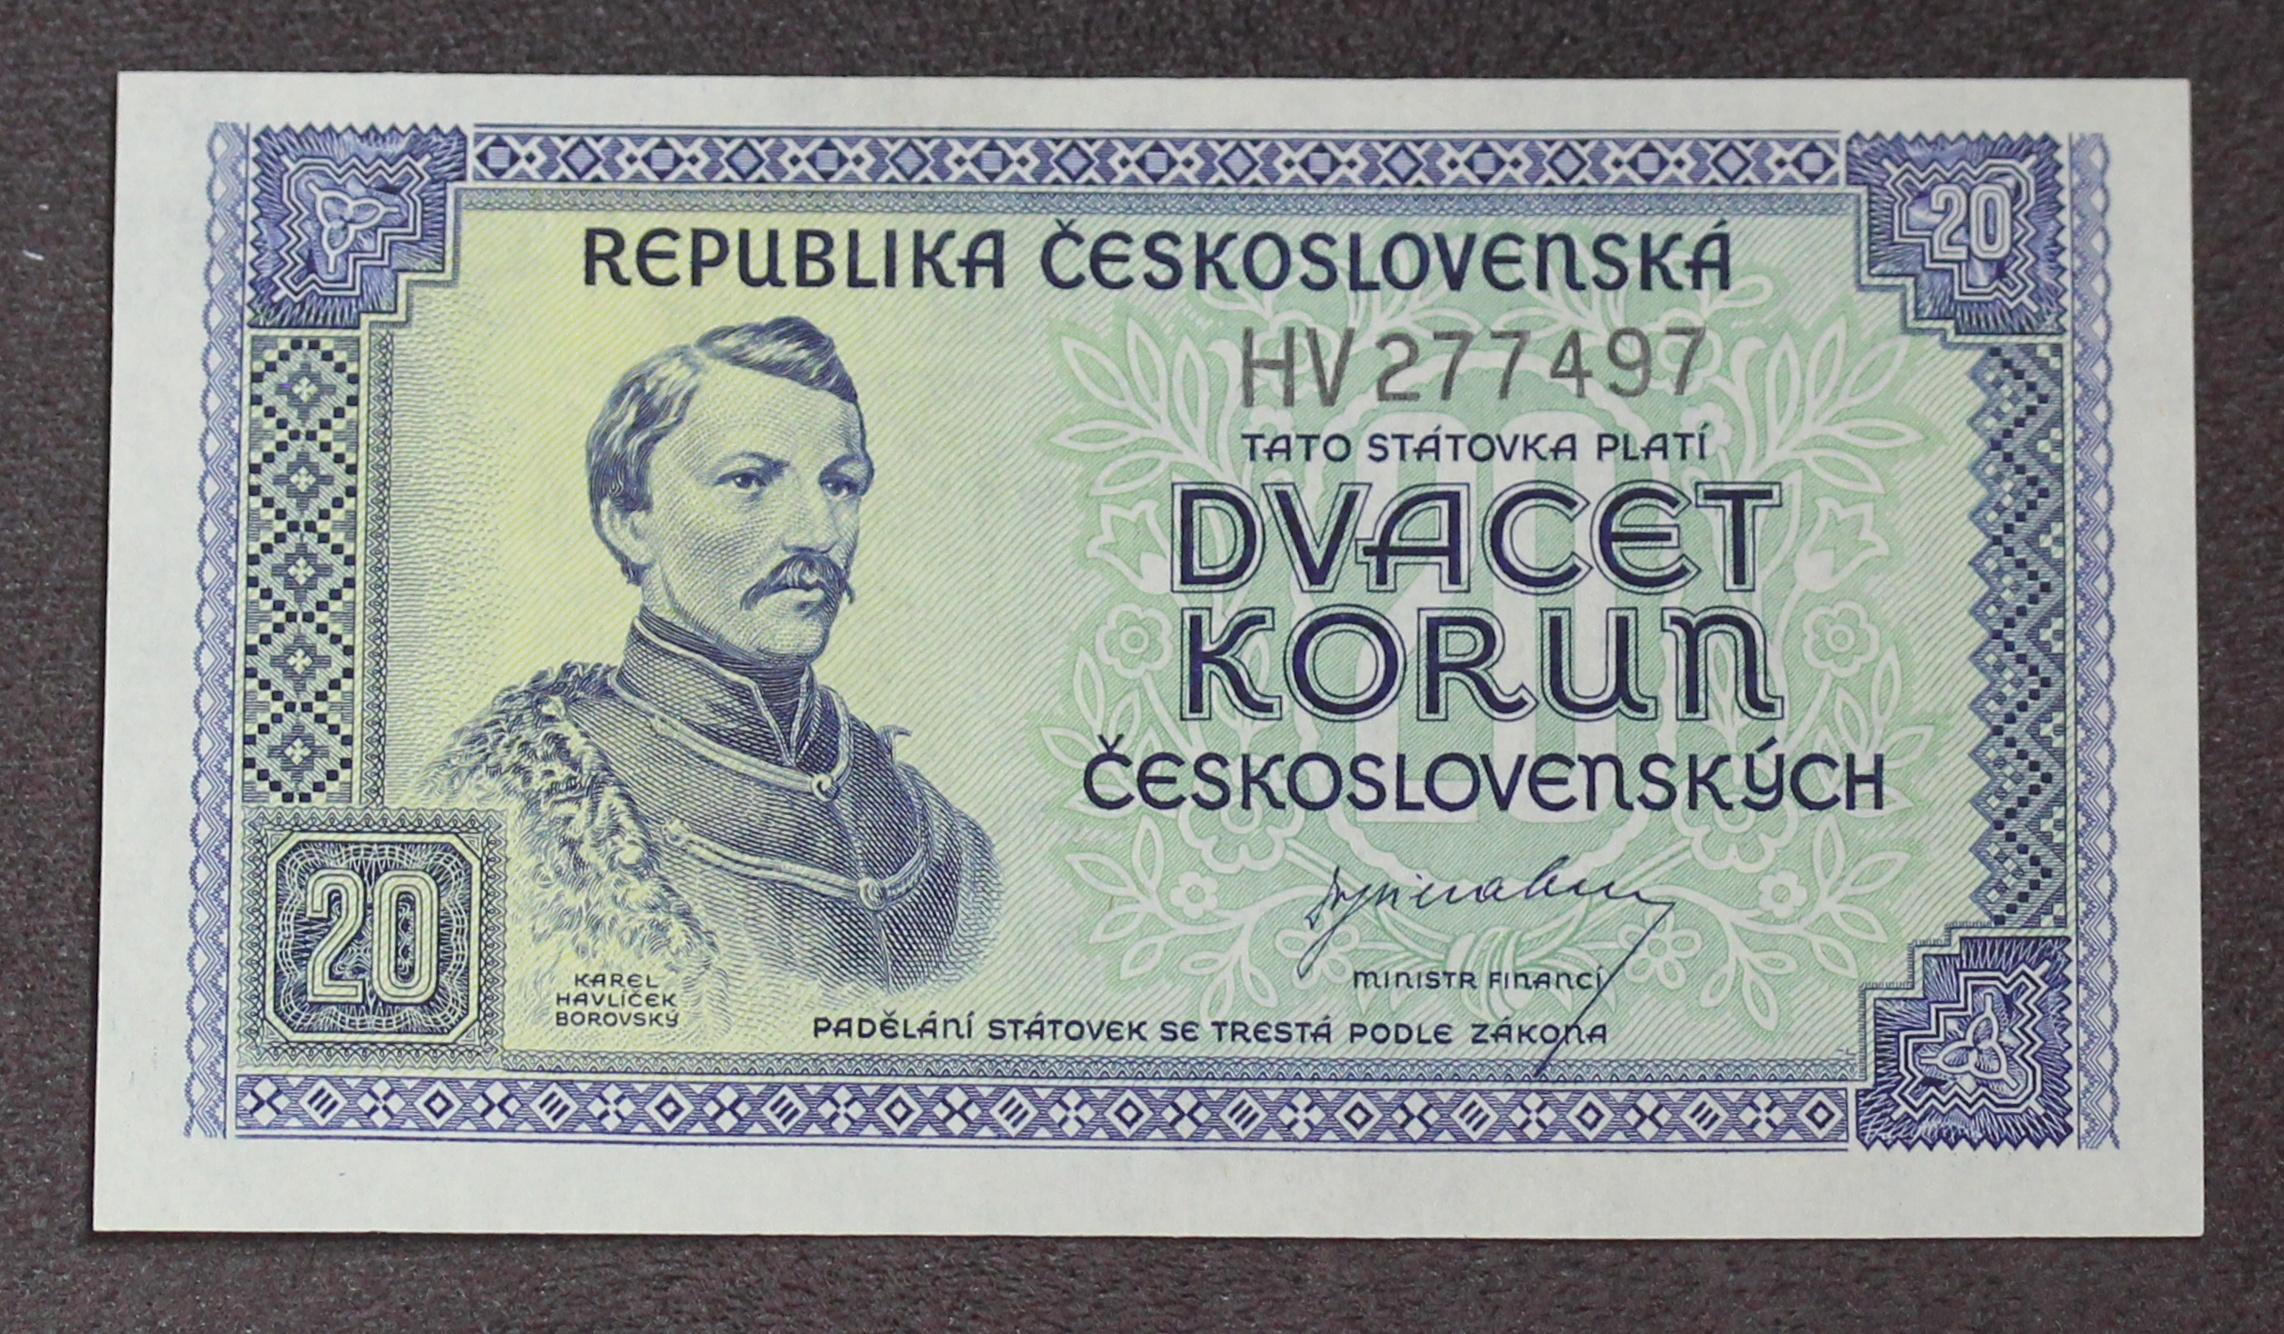 20
REPUBLIKA ČESKOSLOVENSKÁ
HV 277497
TATO STÁTOVKA PLATÍ
DVACET
KORUN
ČESKOSLOVENSKÝCH
20
20
KAREL
HAVLÍČEK
BOROVSKÝ
MINISTR FINANCÍ
PADĚLÁNÍ STÁTOVEK SE TRESTÁ PODLE ZÁKONA